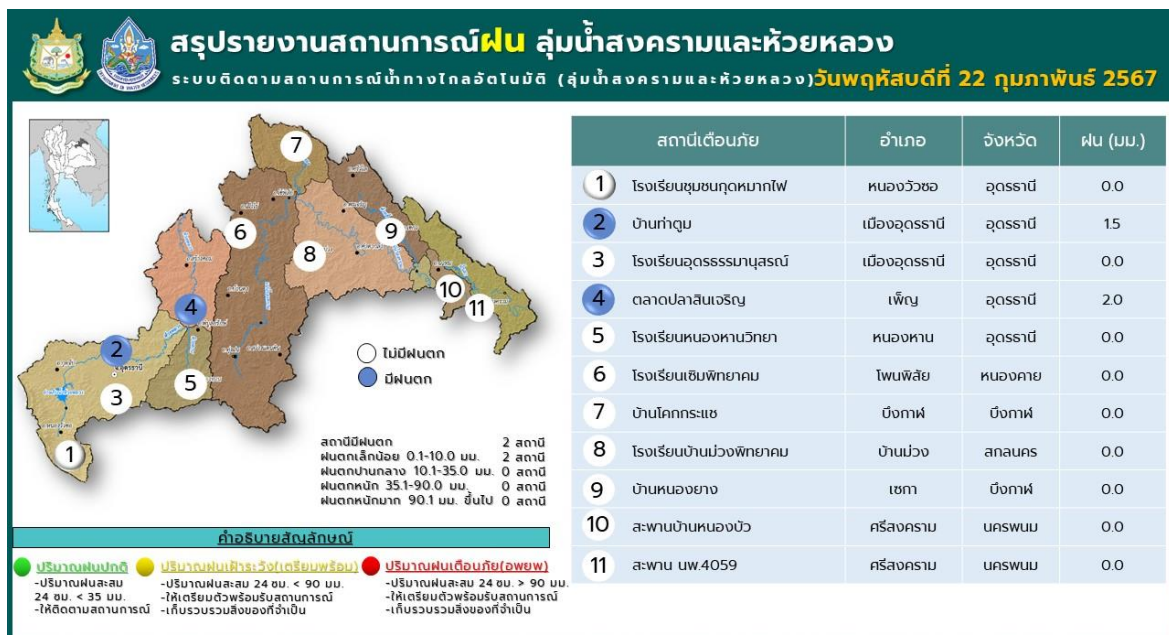 สรุปรายงานสถานการณ์ฝน ลุ่มน้ำสงครามและห้วยหลวง
ระบบติดตามสถานการณ์น้ำทางไกลอัตโนมัติ (ลุ่มน้ำสงครามและห้วยหลวง)วันพฤหัสบดีที่ 22 กุมภาพันธ์ 2567
7
6
9
8
10
11
4
2
5
3
1
อ.อุดรธานี
ไม่มีฝนตก
มีฝนตก
สถานีมีฝนตก 2 สถานี
ฝนตกเล็กน้อย 0.1-10.0 มม. 2 สถานี
ฝนตกปานกลาง 10.1-35.0 มม. 0 สถานี
ฝนตกหนัก 35.1-90.0 มม. 0 สถานี
ฝนตกหนักมาก 90.1 มม. ขึ้นไป 0 สถานี
คำอธิบายสัญลักษณ์
ปริมาณฝนปกติ
-ปริมาณฝนสะสม
24 ชม. < 35 มม.
-ให้ติดตามสถานการณ์
ปริมาณฝนเฝ้าระวัง(เตรียมพร้อม)
-ปริมาณฝนสะสม 24 ชม. < 90 มม.
-ให้เตรียมตัวพร้อมรับสถานการณ์
-เก็บรวบรวมสิ่งของที่จำเป็น
ปริมาณฝนเตือนภัย(อพยพ)
-ปริมาณฝนสะสม 24 ชม. > 90 มม.
-ให้เตรียมตัวพร้อมรับสถานการณ์
-เก็บรวบรวมสิ่งของที่จำเป็น
สถานีเตือนภัย อำเภอ จังหวัด ฝน (มม.)
1 โรงเรียนชุมชนกุดหมากไฟ หนองวัวซอ อุดรธานี 0.0
2 บ้านท่าตูม เมืองอุดรธานี อุดรธานี 1.5
3 โรงเรียนอุดรธรรมานุสรณ์ เมืองอุดรธานี อุดรธานี 0.0
4 ตลาดปลาสินเจริญ เพ็ญ อุดรธานี 2.0
5 โรงเรียนหนองหานวิทยา หนองหาน อุดรธานี 0.0
6 โรงเรียนเซิมพิทยาคม โพนพิสัย หนองคาย 0.0
7 บ้านโคกกระแซ บึงกาฬ บึงกาฬ 0.0
8 โรงเรียนบ้านม่วงพิทยาคม บ้านม่วง สกลนคร 0.0
9 บ้านหนองยาง เซกา บึงกาฬ 0.0
10 สะพานบ้านหนองบัว ศรีสงคราม นครพนม 0.0
11 สะพาน นพ.4059 ศรีสงคราม นครพนม 0.0